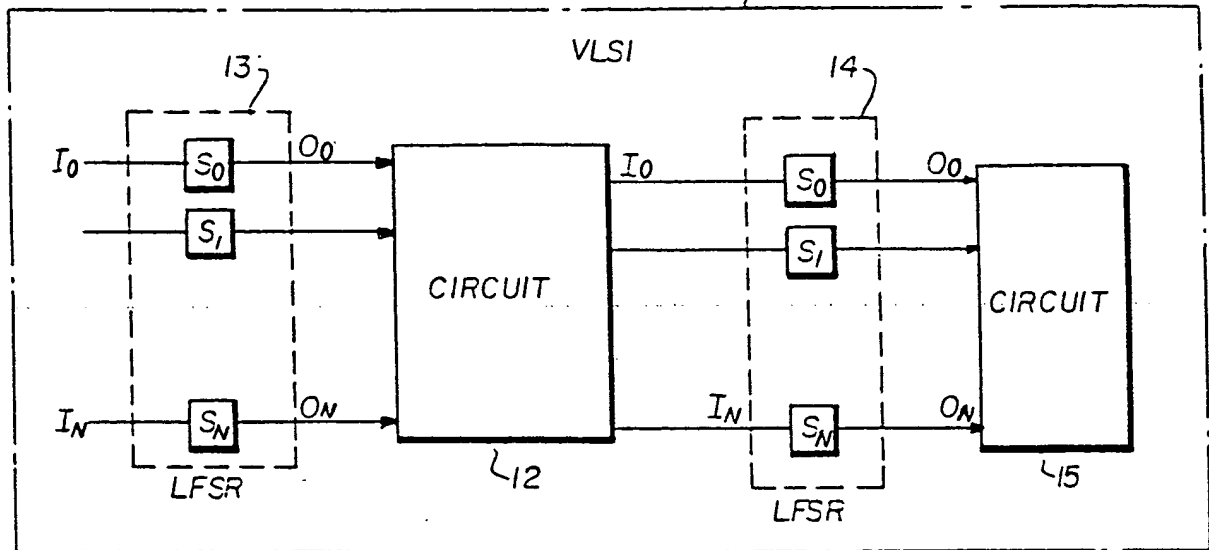 VLSI
13
14
I0 S0 O0
I0 S0 O0
S1
S1
CIRCUIT
CIRCUIT
IN SN ON
IN SN ON
LFSR
12
LFSR
15